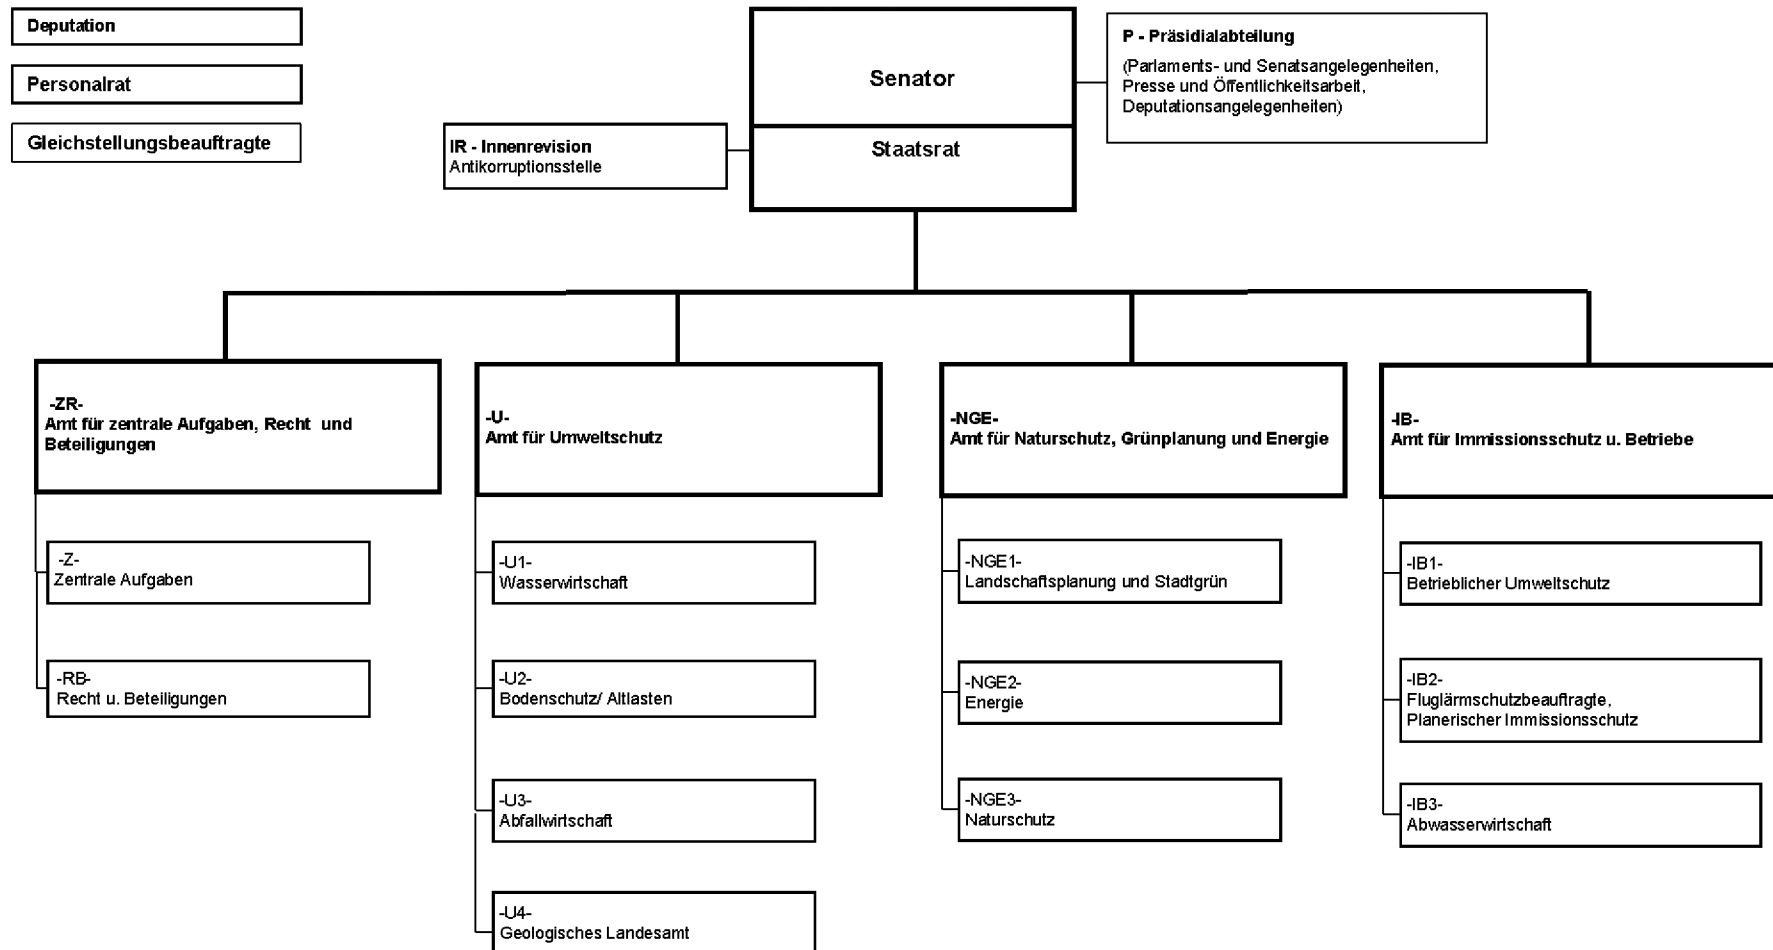 Deputation
Personalrat
Gleichstellungsbeauftragte
Senator
Staatsrat
P - Präsidialabteilung
(Parlaments- und Senatsangelegenheiten,
Presse und Öffentlichkeitsarbeit,
Deputationsangelegenheiten)
IR - Innenrevision
Antikorruptionsstelle
-ZR-
Amt für zentrale Aufgaben, Recht und
Beteiligungen
-Z-
Zentrale Aufgaben
-RB-
Recht u. Beteiligungen
-U-
Amt für Umweltschutz
-U1-
Wasserwirtschaft
-U2-
Bodenschutz/ Altlasten
-U3-
Abfallwirtschaft
-U4-
Geologisches Landesamt
-NGE-
Amt für Naturschutz, Grünplanung und Energie
-NGE1-
Landschaftsplanung und Stadtgrün
-NGE2-
Energie
-NGE3-
Naturschutz
-IB-
Amt für Immissionsschutz u. Betriebe
-IB1-
Betrieblicher Umweltschutz
-IB2-
Fluglärmschutzbeauftragte,
Planerischer Immissionsschutz
-IB3-
Abwasserwirtschaft